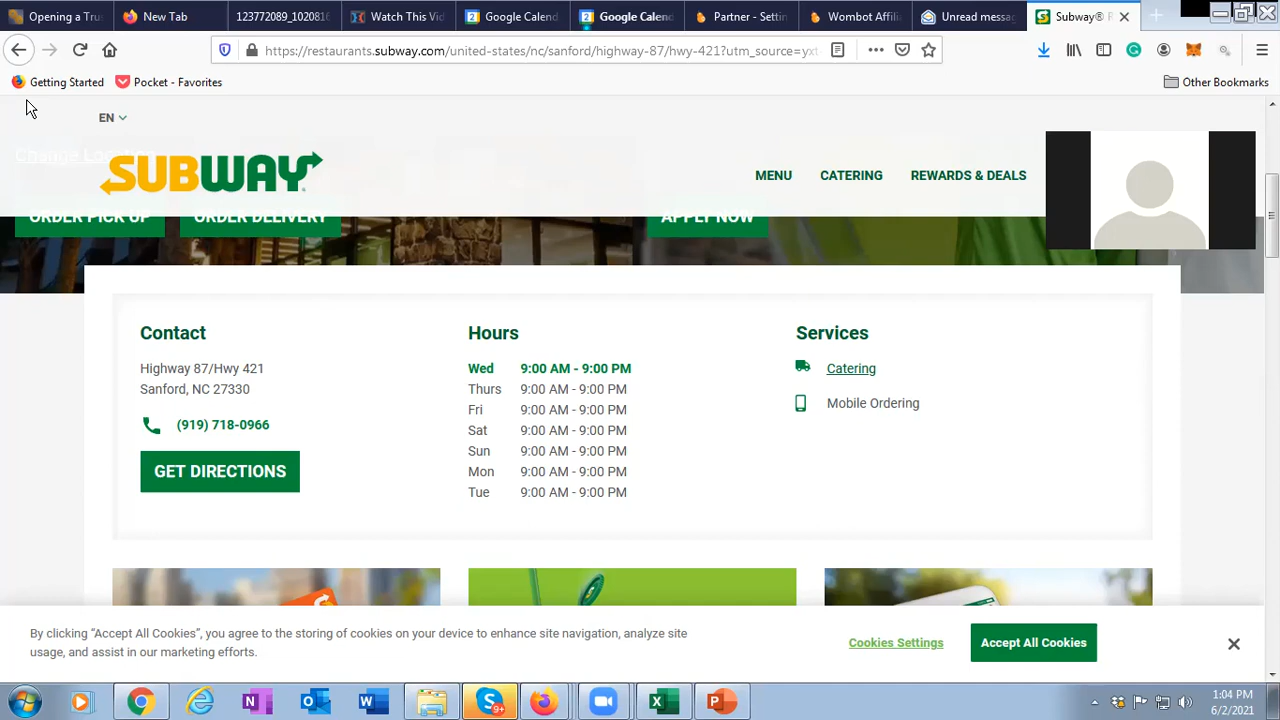 Opening a Tru
New Tab
123772089_1020816
Watch This Vid
Google Calend
2 Google Calend
Partner - Settin
Wombot Affilia
Unread messa
Subway® R
https://restaurants.subway.com/united-states/nc/sanford/highway-87/hwy-421?utm_source=yxt
Getting Started
Pocket - Favorites
Other Bookmarks
EN
Change Location
SUBWAY
MENU
CATERING
REWARDS & DEALS
ORDER PICK UP
ORDER DELIVERY
APPLY NOW
Contact
Highway 87/Hwy 421
Sanford, NC 27330
(919) 718-0966
GET DIRECTIONS
Hours
Wed 9:00 AM - 9:00 PM
Thurs 9:00 AM - 9:00 PM
Fri 9:00 AM - 9:00 PM
Sat 9:00 AM - 9:00 PM
Sun 9:00 AM - 9:00 PM
Mon 9:00 AM - 9:00 PM
Tue 9:00 AM - 9:00 PM
Services
Catering
Mobile Ordering
By clicking “Accept All Cookies”, you agree to the storing of cookies on your device to enhance site navigation, analyze site
usage, and assist in our marketing efforts.
Cookies Settings
Accept All Cookies
9+
1:04 PM
6/2/2021